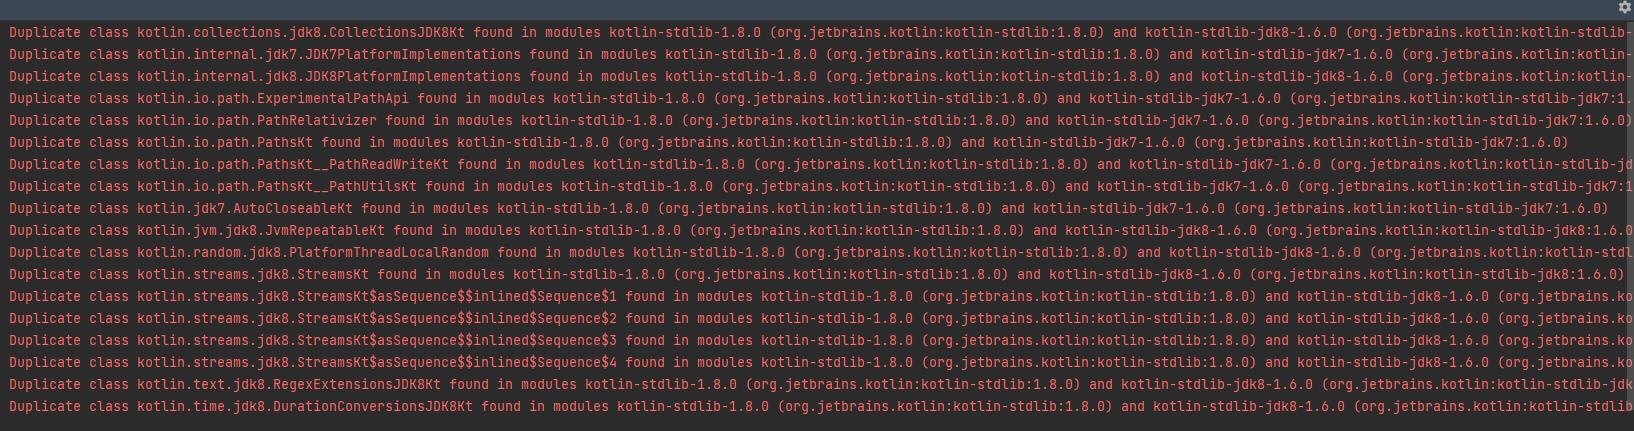 Duplicate class kotlin.collections.jdk8.CollectionsJDK8Kt found in modules kotlin-stdlib-1.8.0 (org.jetbrains.kotlin:kotlin-stdlib:1.8.0) and kotlin-stdlib-jdk8-1.6.0 (org.jetbrains.kotlin:kotlin-stdlib-
Duplicate class kotlin.internal.jdk7.JDK7PlatformImplementations found in modules kotlin-stdlib-1.8.0 (org.jetbrains.kotlin:kotlin-stdlib:1.8.0) and kotlin-stdlib-jdk7-1.6.0 (org.jetbrains.kotlin:kotlin-
Duplicate class kotlin.internal.jdk8.JDK8PlatformImplementations found in modules kotlin-stdlib-1.8.0 (org.jetbrains.kotlin:kotlin-stdlib:1.8.0) and kotlin-stdlib-jdk8-1.6.0 (org.jetbrains.kotlin:kotlin-
Duplicate class kotlin.io.path.ExperimentalPathApi found in modules kotlin-stdlib-1.8.0 (org.jetbrains.kotlin:kotlin-stdlib:1.8.0) and kotlin-stdlib-jdk7-1.6.0 (org.jetbrains.kotlin:kotlin-stdlib-jdk7:1.
Duplicate class kotlin.io.path.PathRelativizer found in modules kotlin-stdlib-1.8.0 (org.jetbrains.kotlin:kotlin-stdlib:1.8.0) and kotlin-stdlib-jdk7-1.6.0 (org.jetbrains.kotlin:kotlin-stdlib-jdk7:1.6.0)
Duplicate class kotlin.io.path.PathsKt found in modules kotlin-stdlib-1.8.0 (org.jetbrains.kotlin:kotlin-stdlib:1.8.0) and kotlin-stdlib-jdk7-1.6.0 (org.jetbrains.kotlin:kotlin-stdlib-jdk7:1.6.0)
Duplicate class kotlin.io.path.PathsKt__PathReadWriteKt found in modules kotlin-stdlib-1.8.0 (org.jetbrains.kotlin:kotlin-stdlib:1.8.0) and kotlin-stdlib-jdk7-1.6.0 (org.jetbrains.kotlin:kotlin-stdlib-jd
Duplicate class kotlin.io.path.PathsKt__PathUtilsKt found in modules kotlin-stdlib-1.8.0 (org.jetbrains.kotlin:kotlin-stdlib:1.8.0) and kotlin-stdlib-jdk7-1.6.0 (org.jetbrains.kotlin:kotlin-stdlib-jdk7:1
Duplicate class kotlin.jdk7.AutoCloseableKt found in modules kotlin-stdlib-1.8.0 (org.jetbrains.kotlin:kotlin-stdlib:1.8.0) and kotlin-stdlib-jdk7-1.6.0 (org.jetbrains.kotlin:kotlin-stdlib-jdk7:1.6.0)
Duplicate class kotlin.jvm.jdk8.JvmRepeatableKt found in modules kotlin-stdlib-1.8.0 (org.jetbrains.kotlin:kotlin-stdlib:1.8.0) and kotlin-stdlib-jdk8-1.6.0 (org.jetbrains.kotlin:kotlin-stdlib-jdk8:1.6.0
Duplicate class kotlin.random.jdk8.PlatformThreadLocalRandom found in modules kotlin-stdlib-1.8.0 (org.jetbrains.kotlin:kotlin-stdlib:1.8.0) and kotlin-stdlib-jdk8-1.6.0 (org.jetbrains.kotlin:kotlin-stdl
Duplicate class kotlin.streams.jdk8.StreamsKt found in modules kotlin-stdlib-1.8.0 (org.jetbrains.kotlin:kotlin-stdlib:1.8.0) and kotlin-stdlib-jdk8-1.6.0 (org.jetbrains.kotlin:kotlin-stdlib-jdk8:1.6.0)
Duplicate class kotlin.streams.jdk8.StreamsKt$asSequence$$inlined$Sequence$1 found in modules kotlin-stdlib-1.8.0 (org.jetbrains.kotlin:kotlin-stdlib:1.8.0) and kotlin-stdlib-jdk8-1.6.0 (org.jetbrains.ko
Duplicate class kotlin.streams.jdk8.StreamsKt$asSequence$$inlined$Sequence$2 found in modules kotlin-stdlib-1.8.0 (org.jetbrains.kotlin:kotlin-stdlib:1.8.0) and kotlin-stdlib-jdk8-1.6.0 (org.jetbrains.ko
Duplicate class kotlin.streams.jdk8.StreamsKt$asSequence$$inlined$Sequence$3 found in modules kotlin-stdlib-1.8.0 (org.jetbrains.kotlin:kotlin-stdlib:1.8.0) and kotlin-stdlib-jdk8-1.6.0 (org.jetbrains.ko
Duplicate class kotlin.streams.jdk8.StreamsKt$asSequence$$inlined$Sequence$4 found in modules kotlin-stdlib-1.8.0 (org.jetbrains.kotlin:kotlin-stdlib:1.8.0) and kotlin-stdlib-jdk8-1.6.0 (org.jetbrains.ko
Duplicate class kotlin.text.jdk8.RegexExtensionsJDK8Kt found in modules kotlin-stdlib-1.8.0 (org.jetbrains.kotlin:kotlin-stdlib:1.8.0) and kotlin-stdlib-jdk8-1.6.0 (org.jetbrains.kotlin:kotlin-stdlib-jdk
Duplicate class kotlin.time.jdk8.DurationConversionsJDK8Kt found in modules kotlin-stdlib-1.8.0 (org.jetbrains.kotlin:kotlin-stdlib:1.8.0) and kotlin-stdlib-jdk8-1.6.0 (org.jetbrains.kotlin:kotlin-stdlib